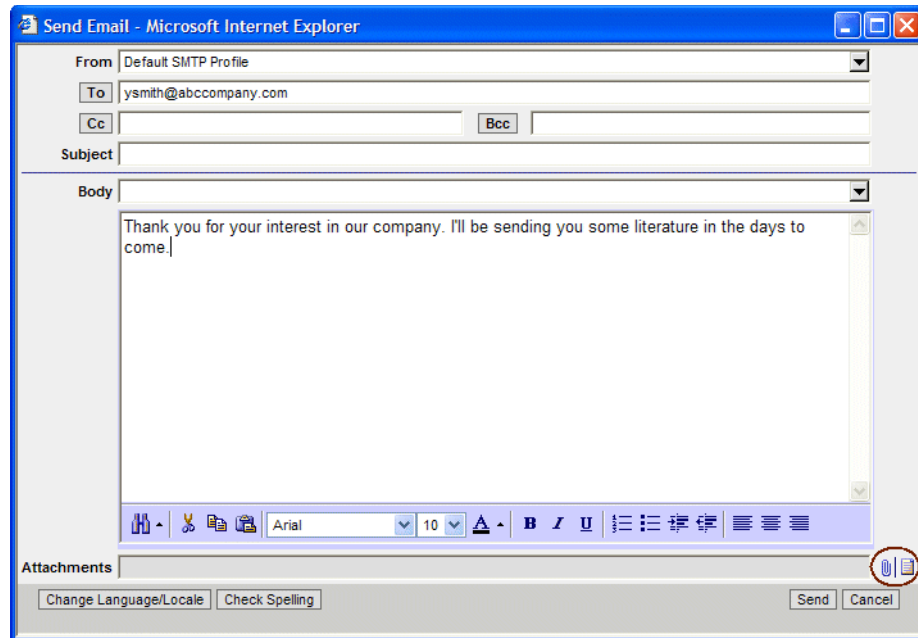 Send Email - Microsoft Internet Explorer
From Default SMTP Profile
To ysmith@abccompany.com
Cc Bcc
Subject
Body
Thank you for your interest in our company. I'll be sending you some literature in the days to
come.
Arial 10 A B I U
Attachments
Change Language/Locale Check Spelling Send Cancel